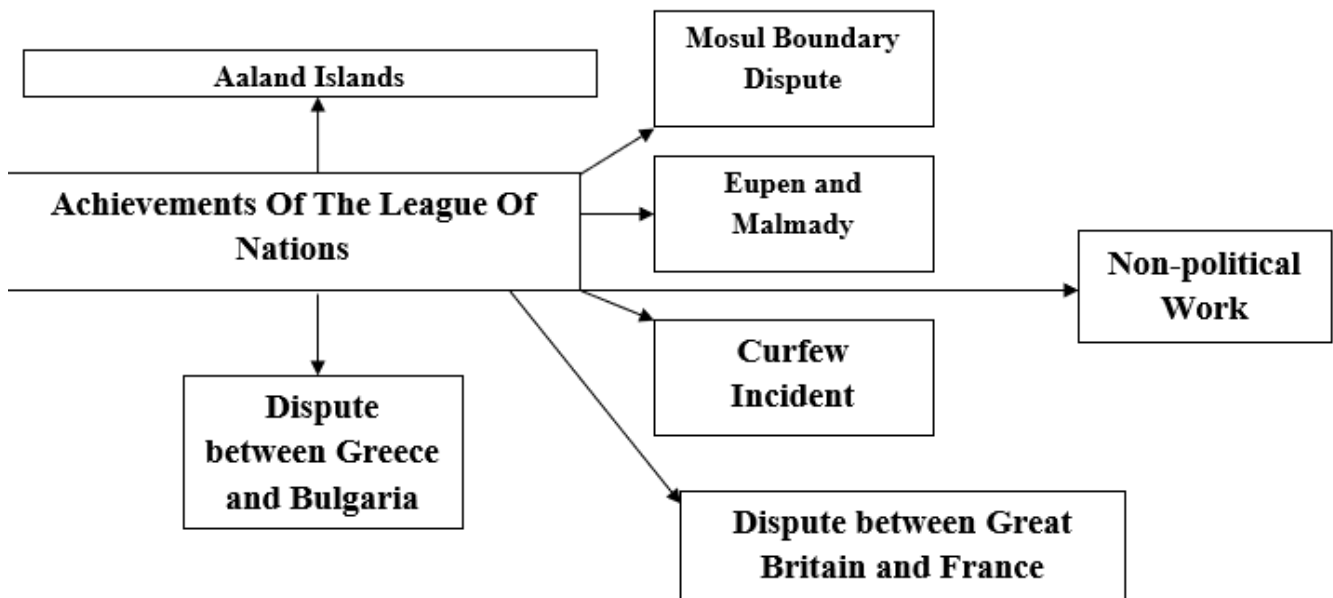 Mosul Boundary
Dispute
Aaland Islands
Achievements Of The League Of
Nations
Eupen and
Malmady
Non-political
Work
Curfew
Incident
Dispute
between Greece
and Bulgaria
Dispute between Great
Britain and France